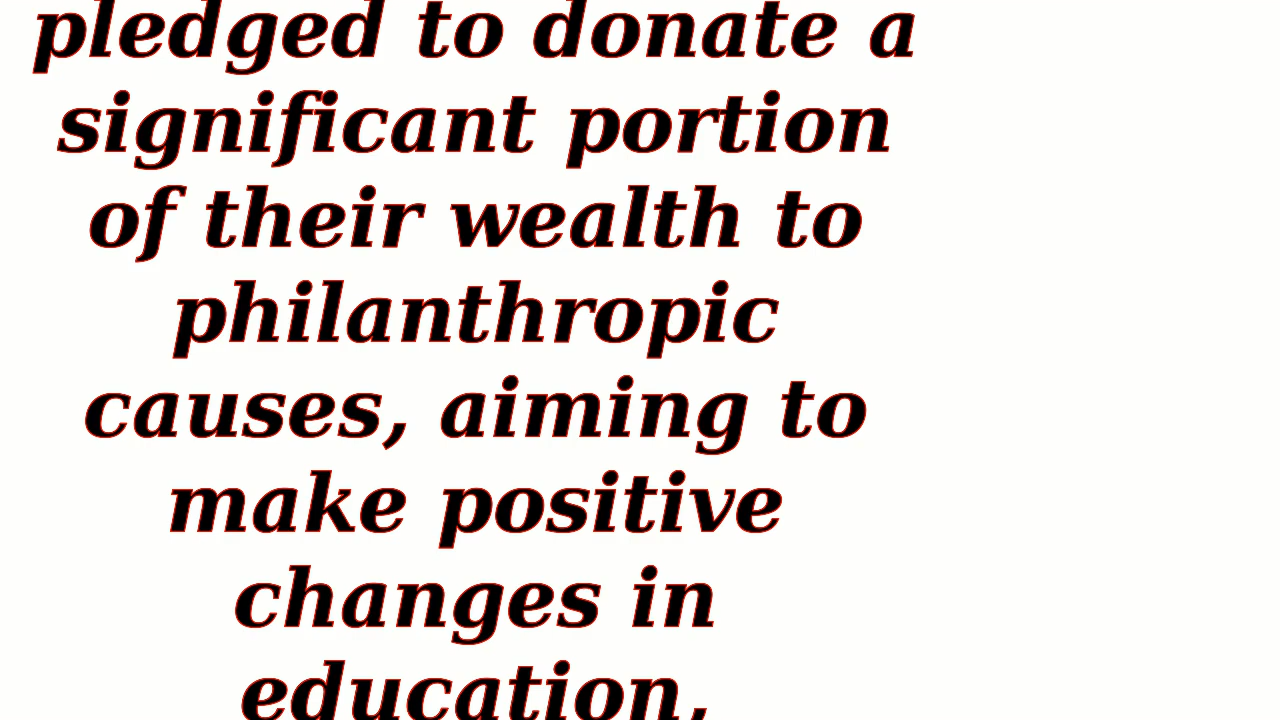 pledged to donate a
significant portion
of their wealth to
philanthropic
causes, aiming to
make positive
changes in
education,